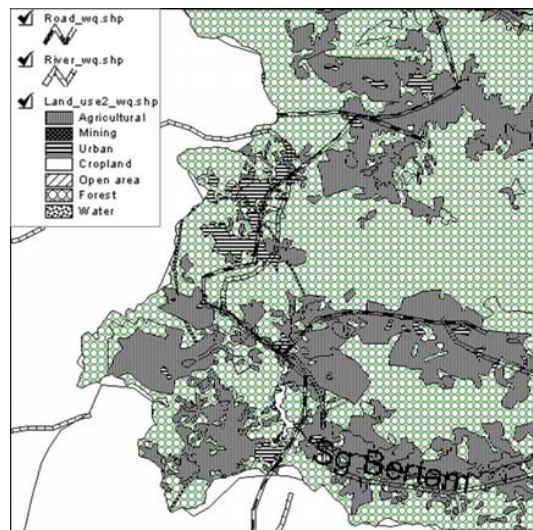 Road_wq.shp
River_wq.shp
Land_use2_wq.shp
Agricultural
Mining
Urban
Cropland
Open area
Forest
Water
Sg Bertam